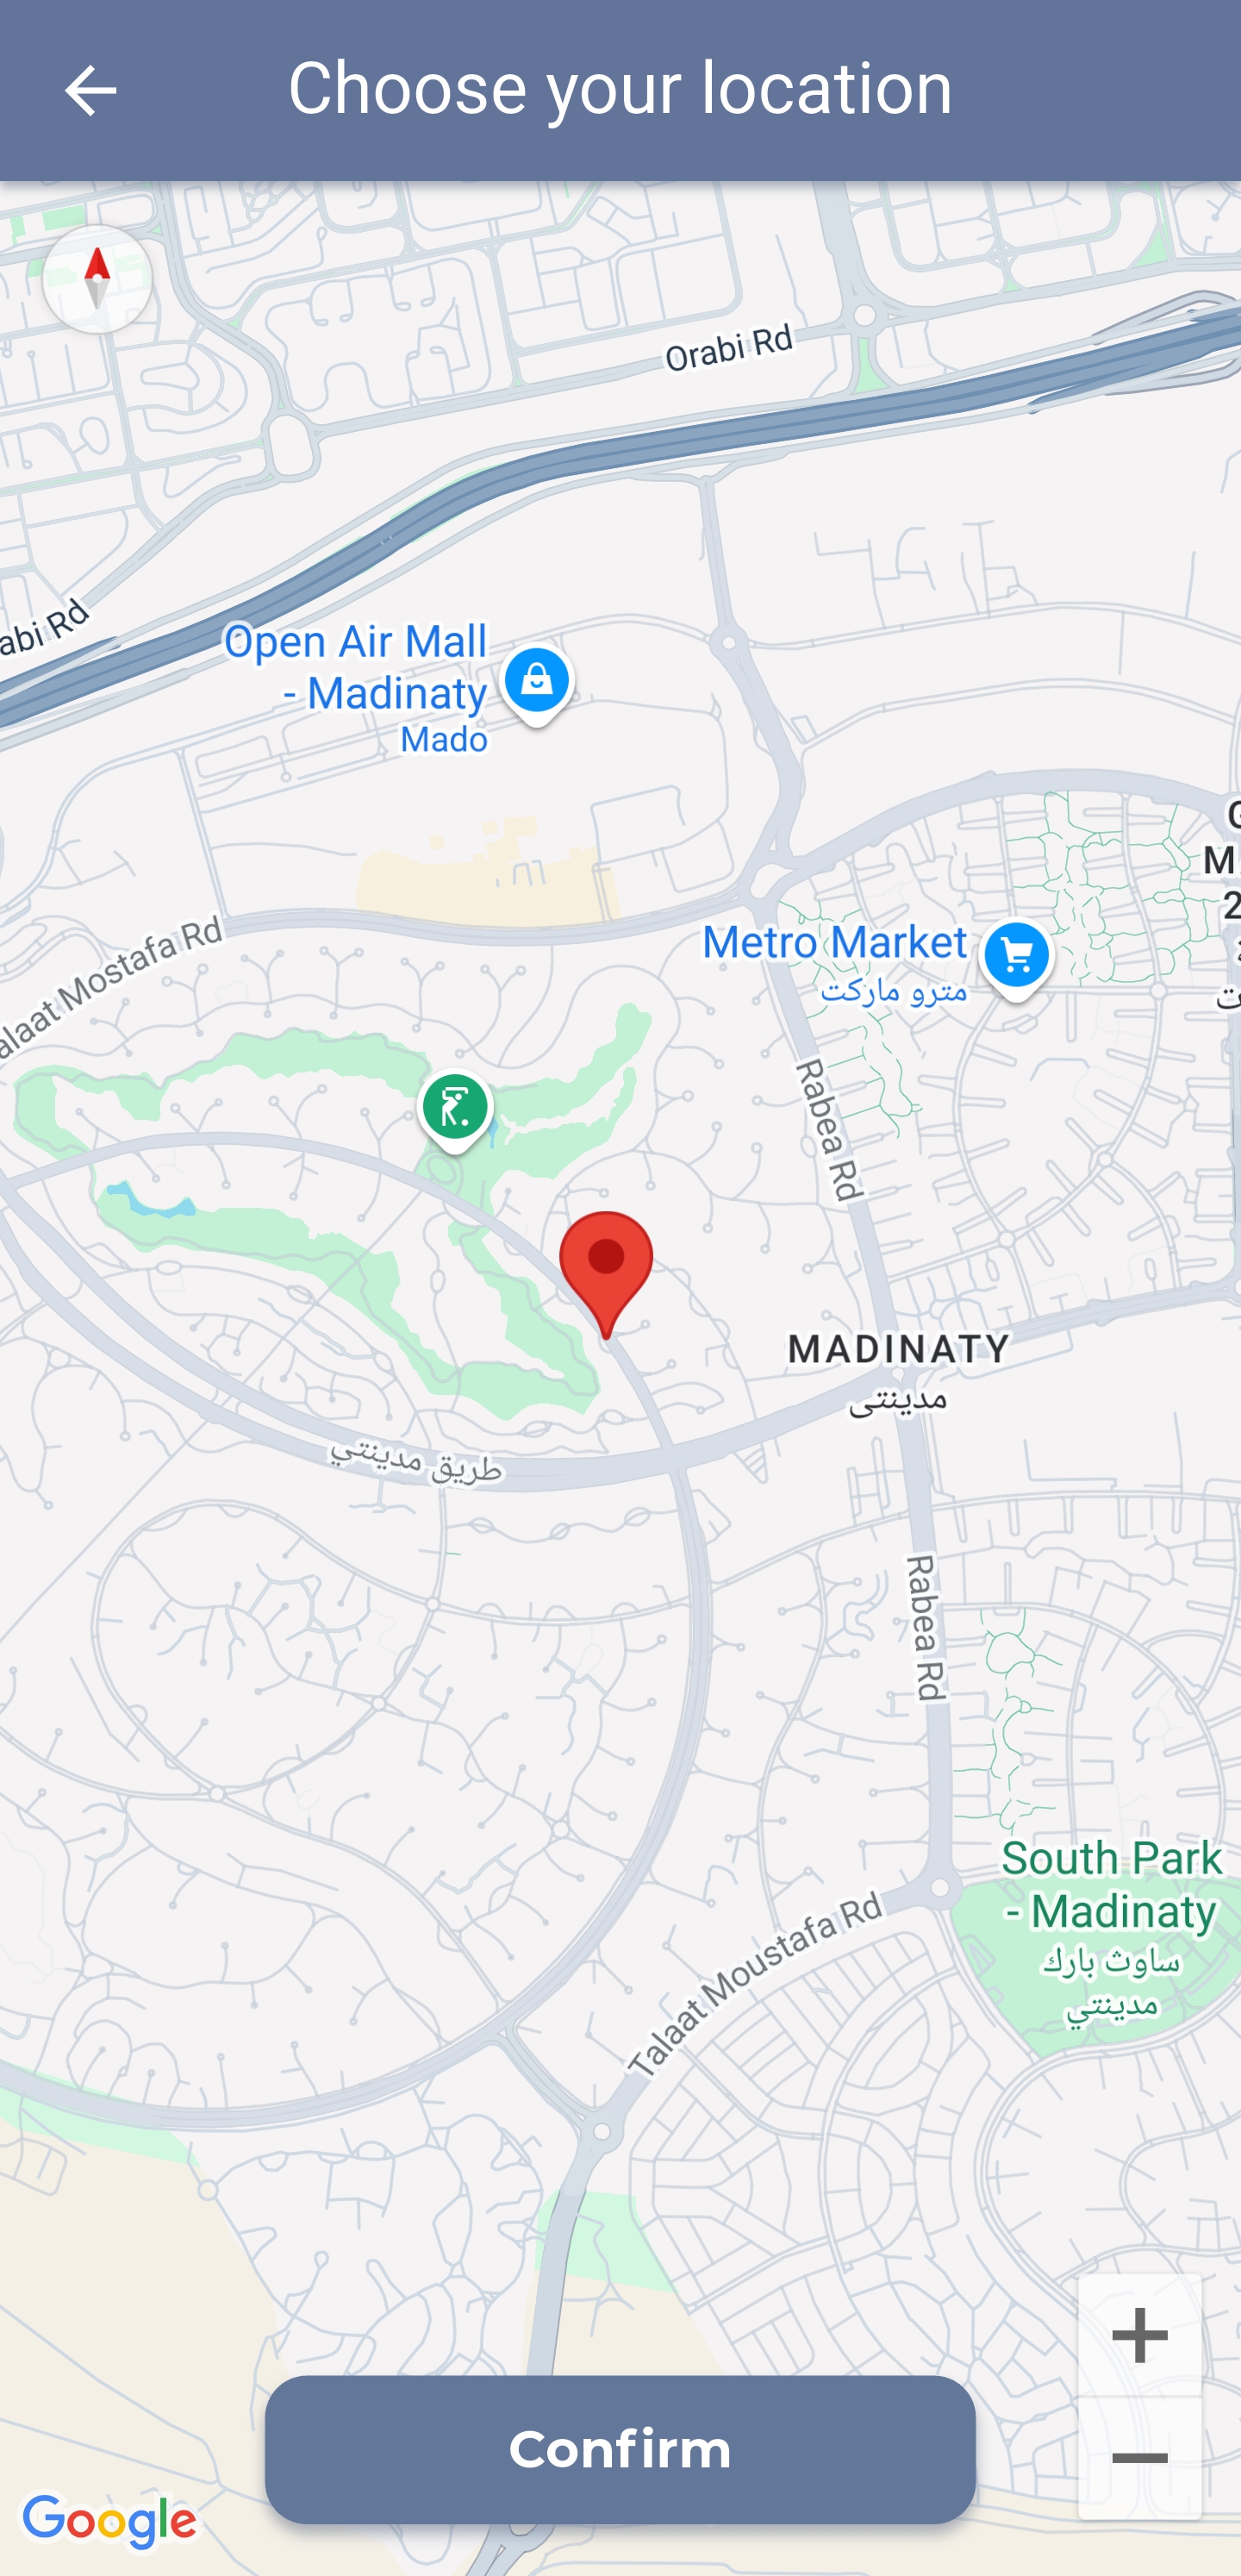 Choose your location
Orabi Rd
abi Rd
Open Air Mall
- Madinaty
Mado
alaat Mostafa Rd
Metro Market
مترو ماركت
Rabea Rd
MADINATY
مدينتى
طريق مدينتي
Rabea Rd
South Park
- Madinaty
ساوث بارك
مدينتي
Talaat Moustafa Rd
Confirm
Google